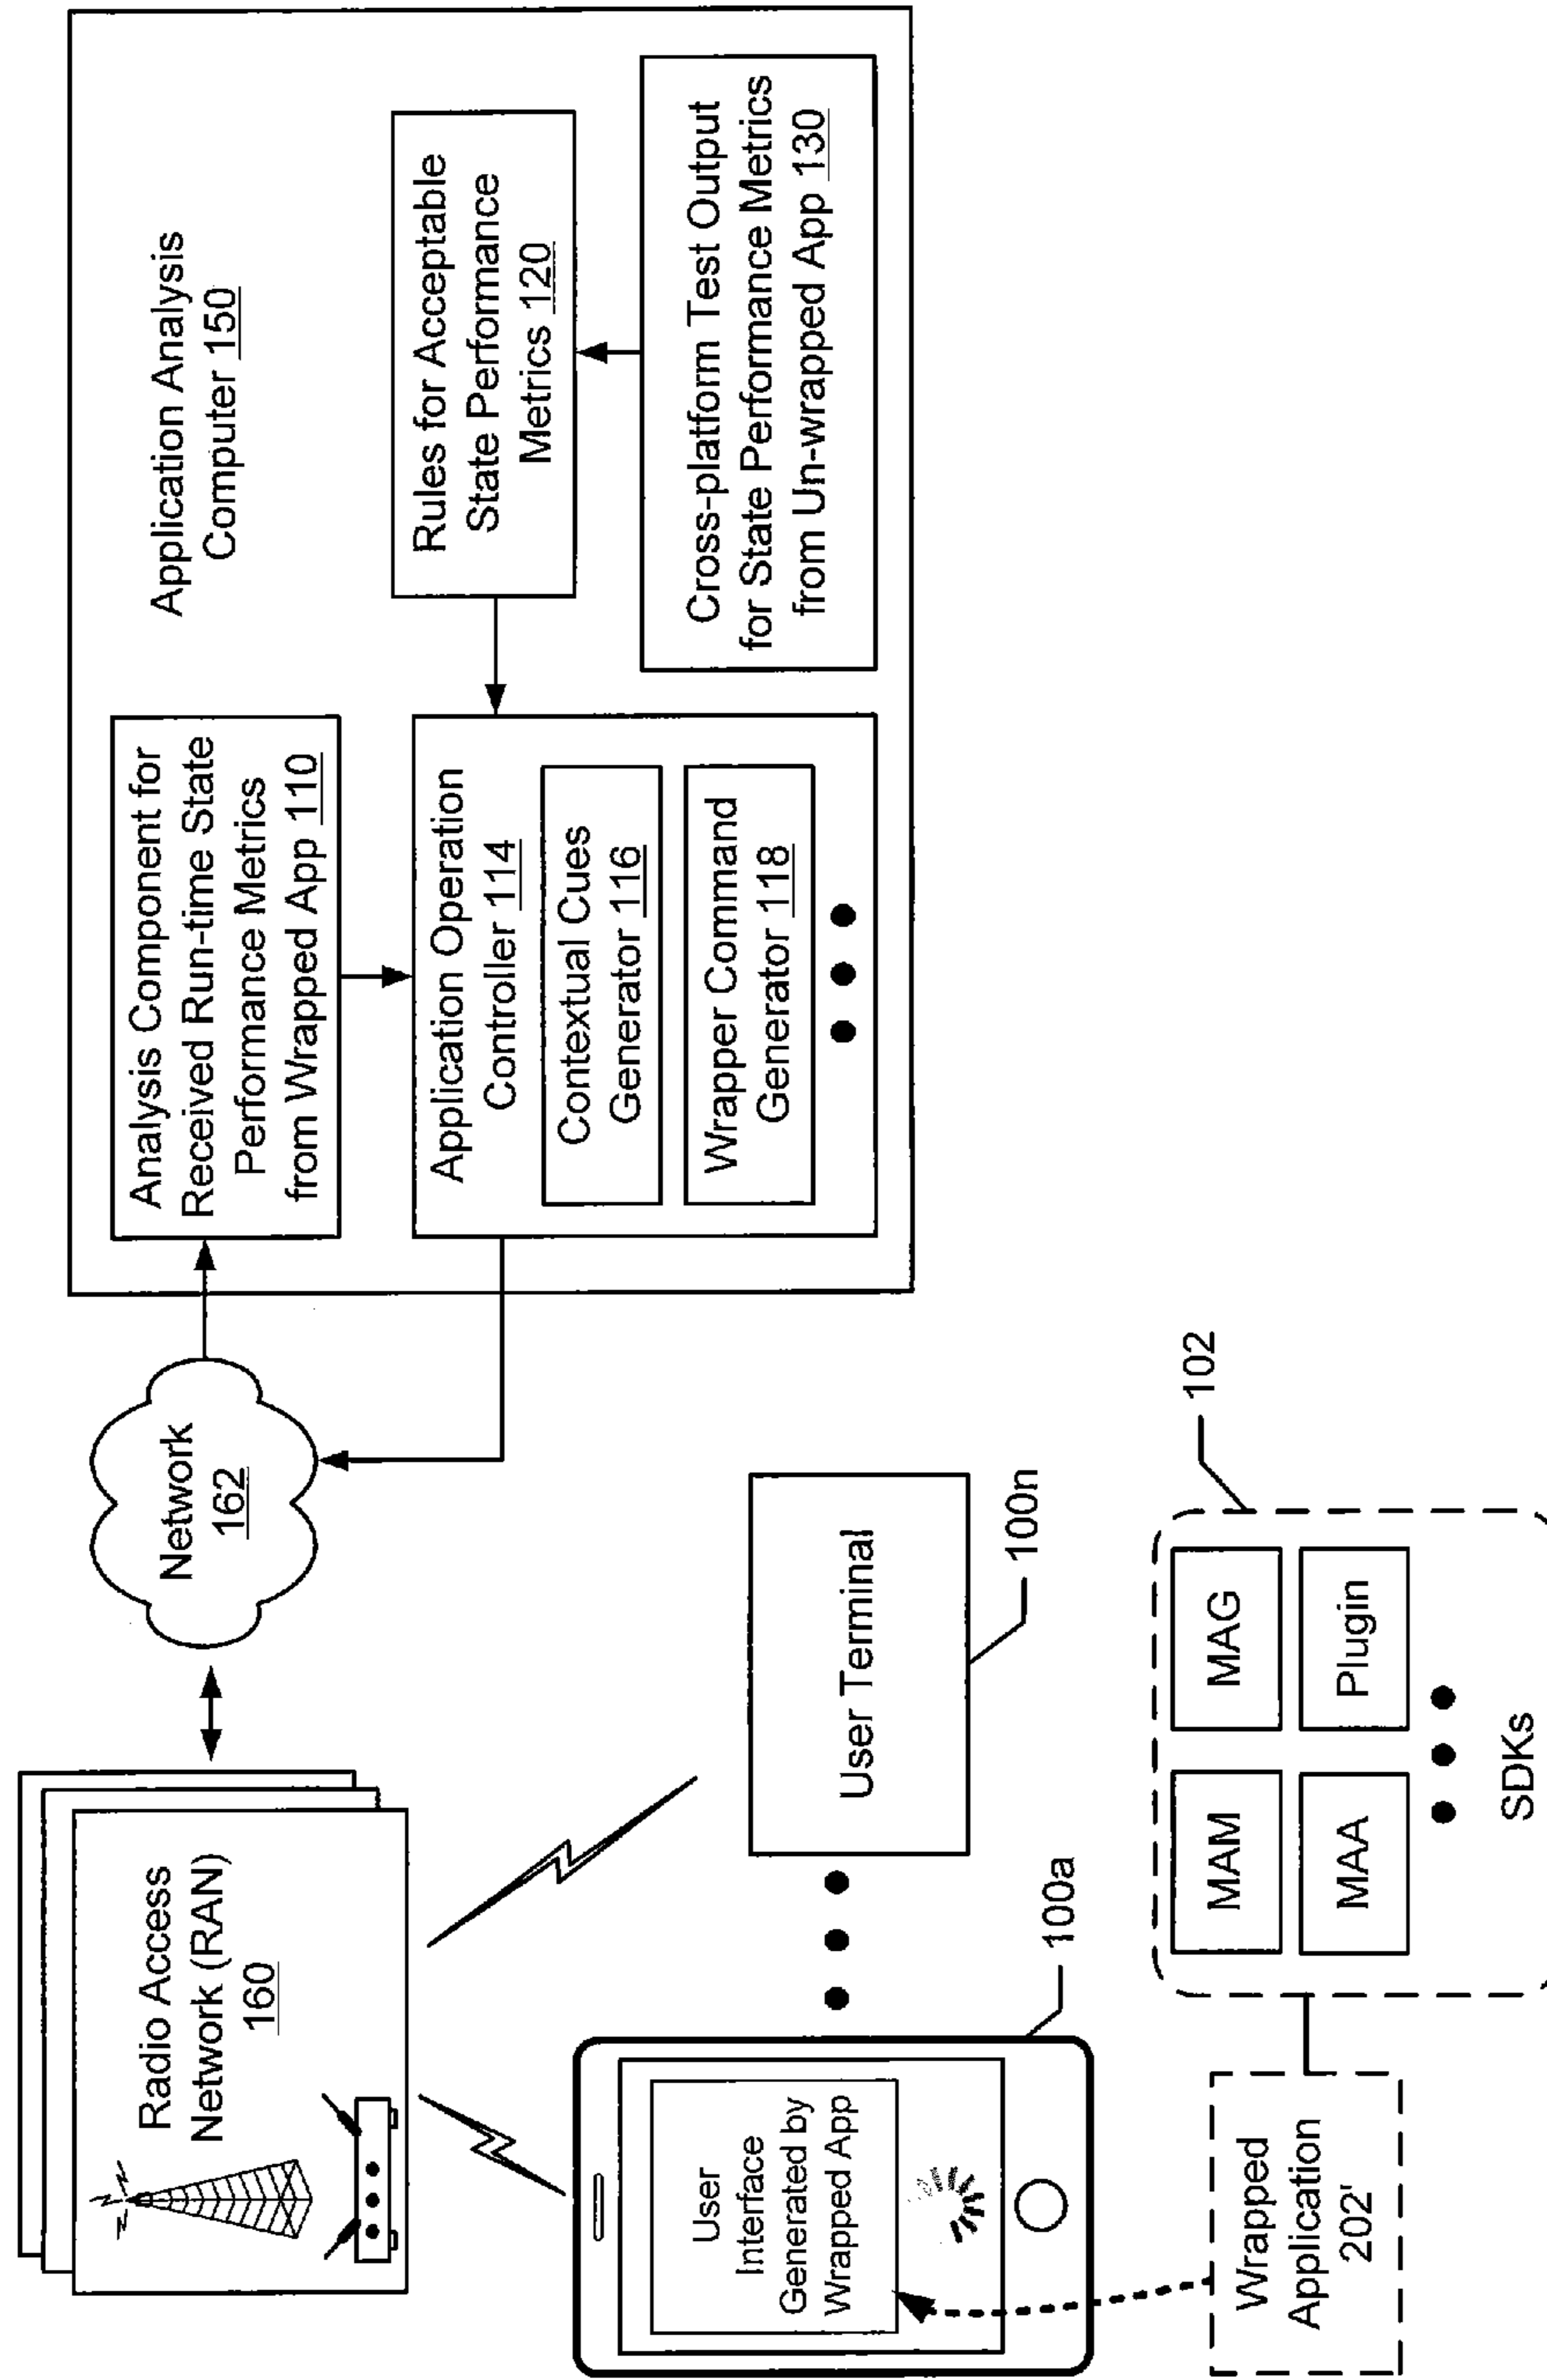 Radio Access
Network (RAN)
160
Network
162
Application Analysis
Computer 150
Analysis Component for
Received Run-time State
Performance Metrics
from Wrapped App 110
Rules for Acceptable
State Performance
Metrics 120
Application Operation
Controller 114
Contextual Cues
Generator 116
Wrapper Command
Generator 118
Cross-platform Test Output
for State Performance Metrics
from Un-wrapped App 130
User
Interface
Generated by
Wrapped App
100a
User Terminal
100n
Wrapped
Application
202'
102
MAM
MAG
MAA
Plugin
SDKs